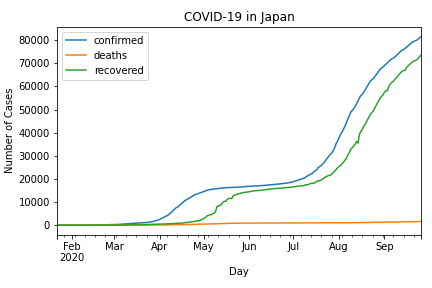 COVID-19 in Japan
confirmed
deaths
recovered
80000
70000
60000
50000
40000
30000
20000
10000
0
Number of Cases
Feb Mar Apr May Jun Jul Aug Sep
2020
Day